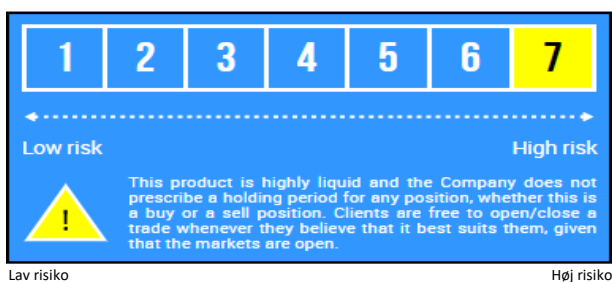 1 2 3 4 5 6 7
Low risk High risk
!
This product is highly liquid and the Company does not
prescribe a holding period for any position, whether this is
a buy or a sell position. Clients are free to open/close a
trade whenever they believe that it best suits them, given
that the markets are open.
Lav risiko Høj risiko